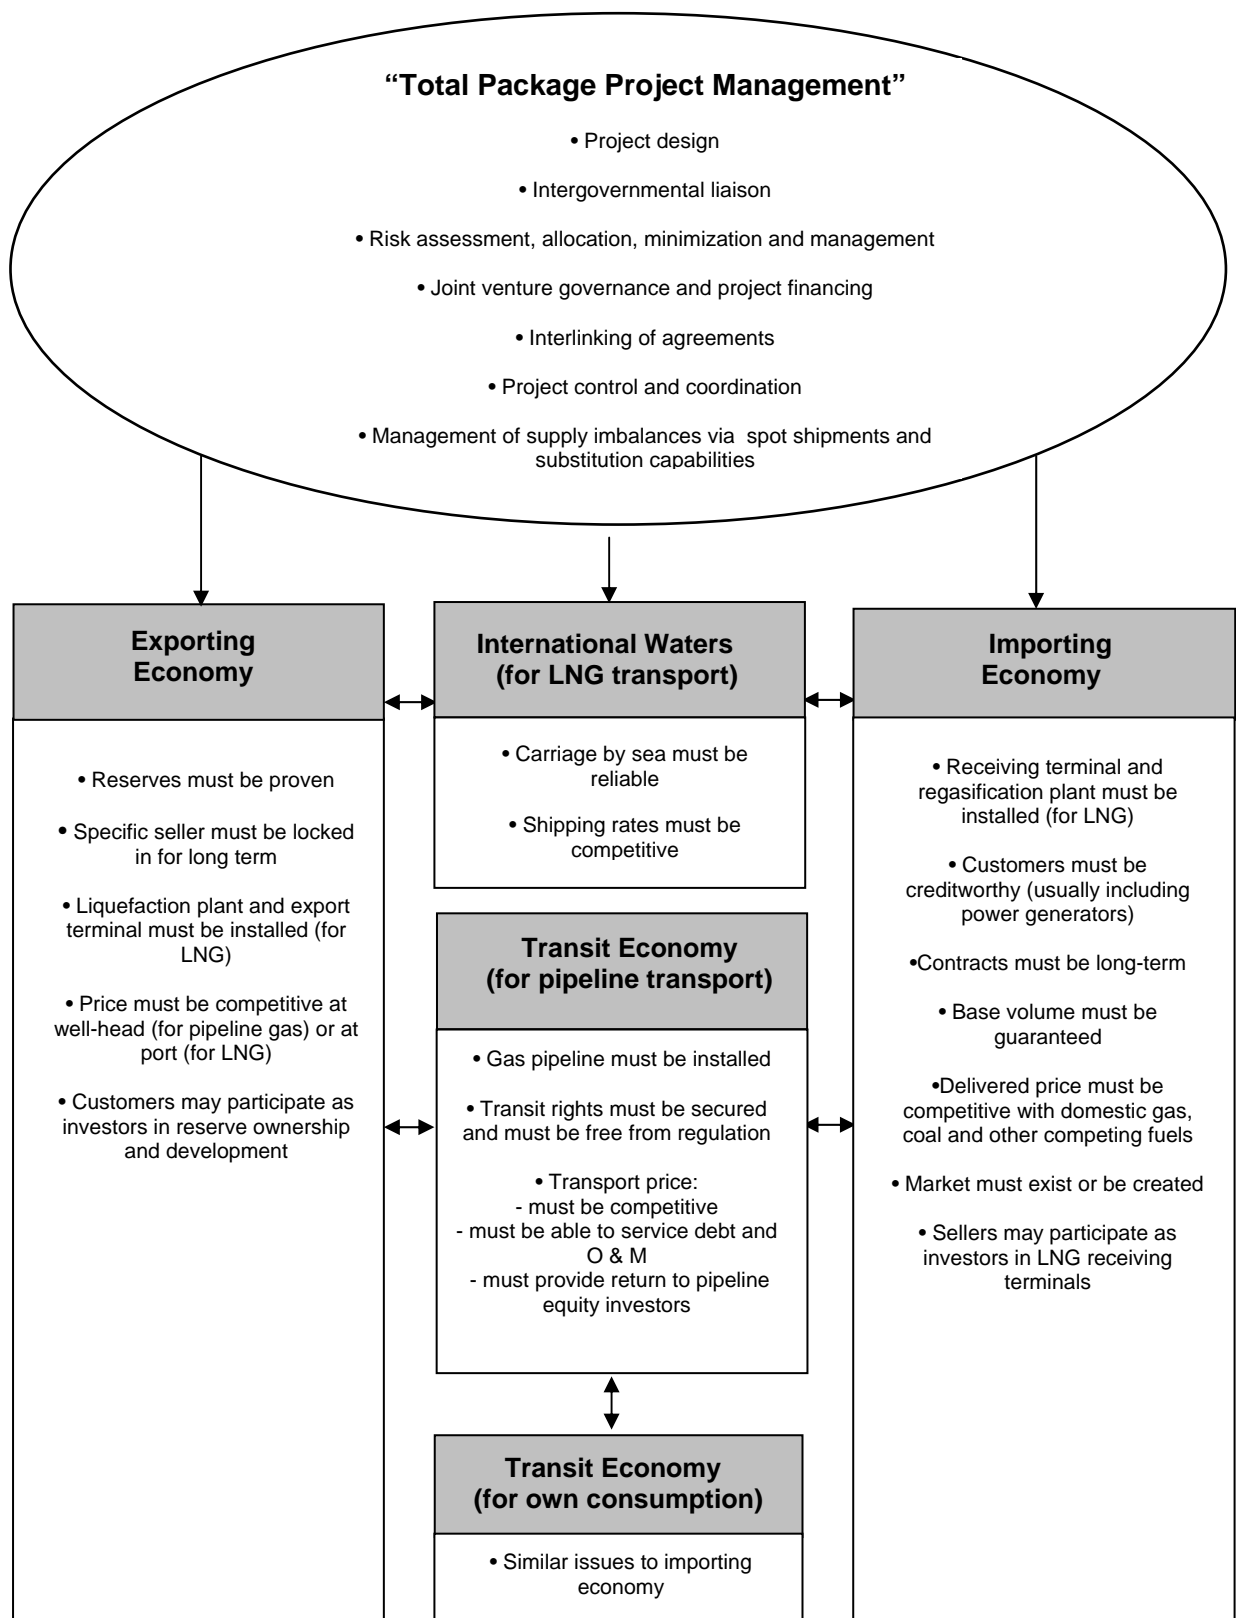 “Total Package Project Management”
• Project design
• Intergovernmental liaison
• Risk assessment, allocation, minimization and management
• Joint venture governance and project financing
• Interlinking of agreements
• Project control and coordination
• Management of supply imbalances via spot shipments and
substitution capabilities
Exporting
Economy
• Reserves must be proven
• Specific seller must be locked
in for long term
• Liquefaction plant and export
terminal must be installed (for
LNG)
• Price must be competitive at
well-head (for pipeline gas) or at
port (for LNG)
• Customers may participate as
investors in reserve ownership
and development
International Waters
(for LNG transport)
• Carriage by sea must be
reliable
• Shipping rates must be
competitive
Transit Economy
(for pipeline transport)
• Gas pipeline must be installed
• Transit rights must be secured
and must be free from regulation
• Transport price:
- must be competitive
- must be able to service debt and
O & M
- must provide return to pipeline
equity investors
Transit Economy
(for own consumption)
• Similar issues to importing
economy
Importing
Economy
• Receiving terminal and
regasification plant must be
installed (for LNG)
• Customers must be
creditworthy (usually including
power generators)
•Contracts must be long-term
• Base volume must be
guaranteed
•Delivered price must be
competitive with domestic gas,
coal and other competing fuels
• Market must exist or be created
• Sellers may participate as
investors in LNG receiving
terminals